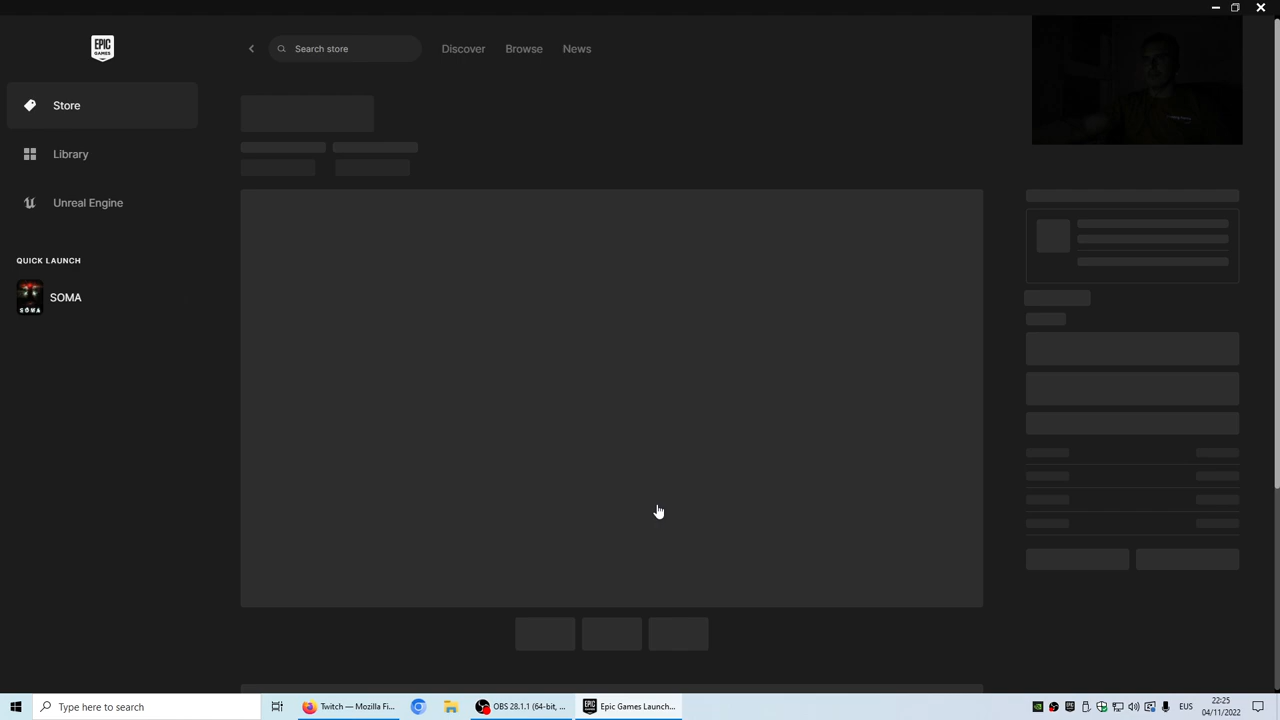 EPIC
GAMES
Search store
Discover
Browse
News
Store
Library
Unreal Engine
QUICK LAUNCH
SOMA
SOMA
Type here to search
Twitch — Mozilla Fi...
OBS 28.1.1 (64-bit, ...
Epic Games Launch...
EUS
22:25
04/11/2022